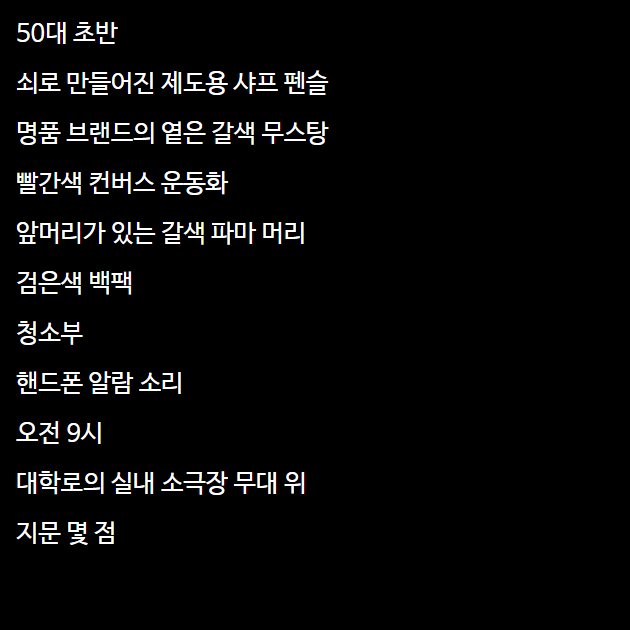 50대 초반
쇠로 만들어진 제도용 샤프 펜슬
명품 브랜드의 옅은 갈색 무스탕
빨간색 컨버스 운동화
앞머리가 있는 갈색 파마 머리
검은색 백팩
청소부
핸드폰 알람 소리
오전 9시
대학로의 실내 소극장 무대 위
지문 몇 점